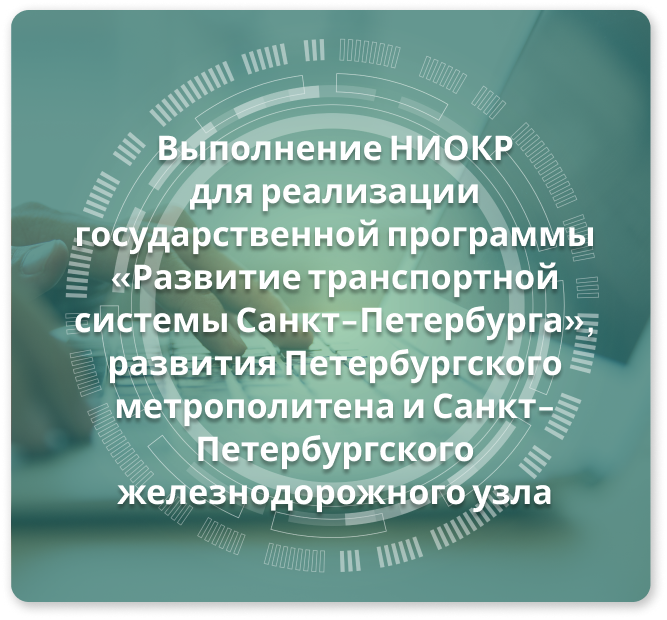 Выполнение НИОКР
для реализации
государственной программы
«Развитие транспортной
системы Санкт-Петербурга»,
развития Петербургского
метрополитена и Санкт-
Петербургского
железнодорожного узла